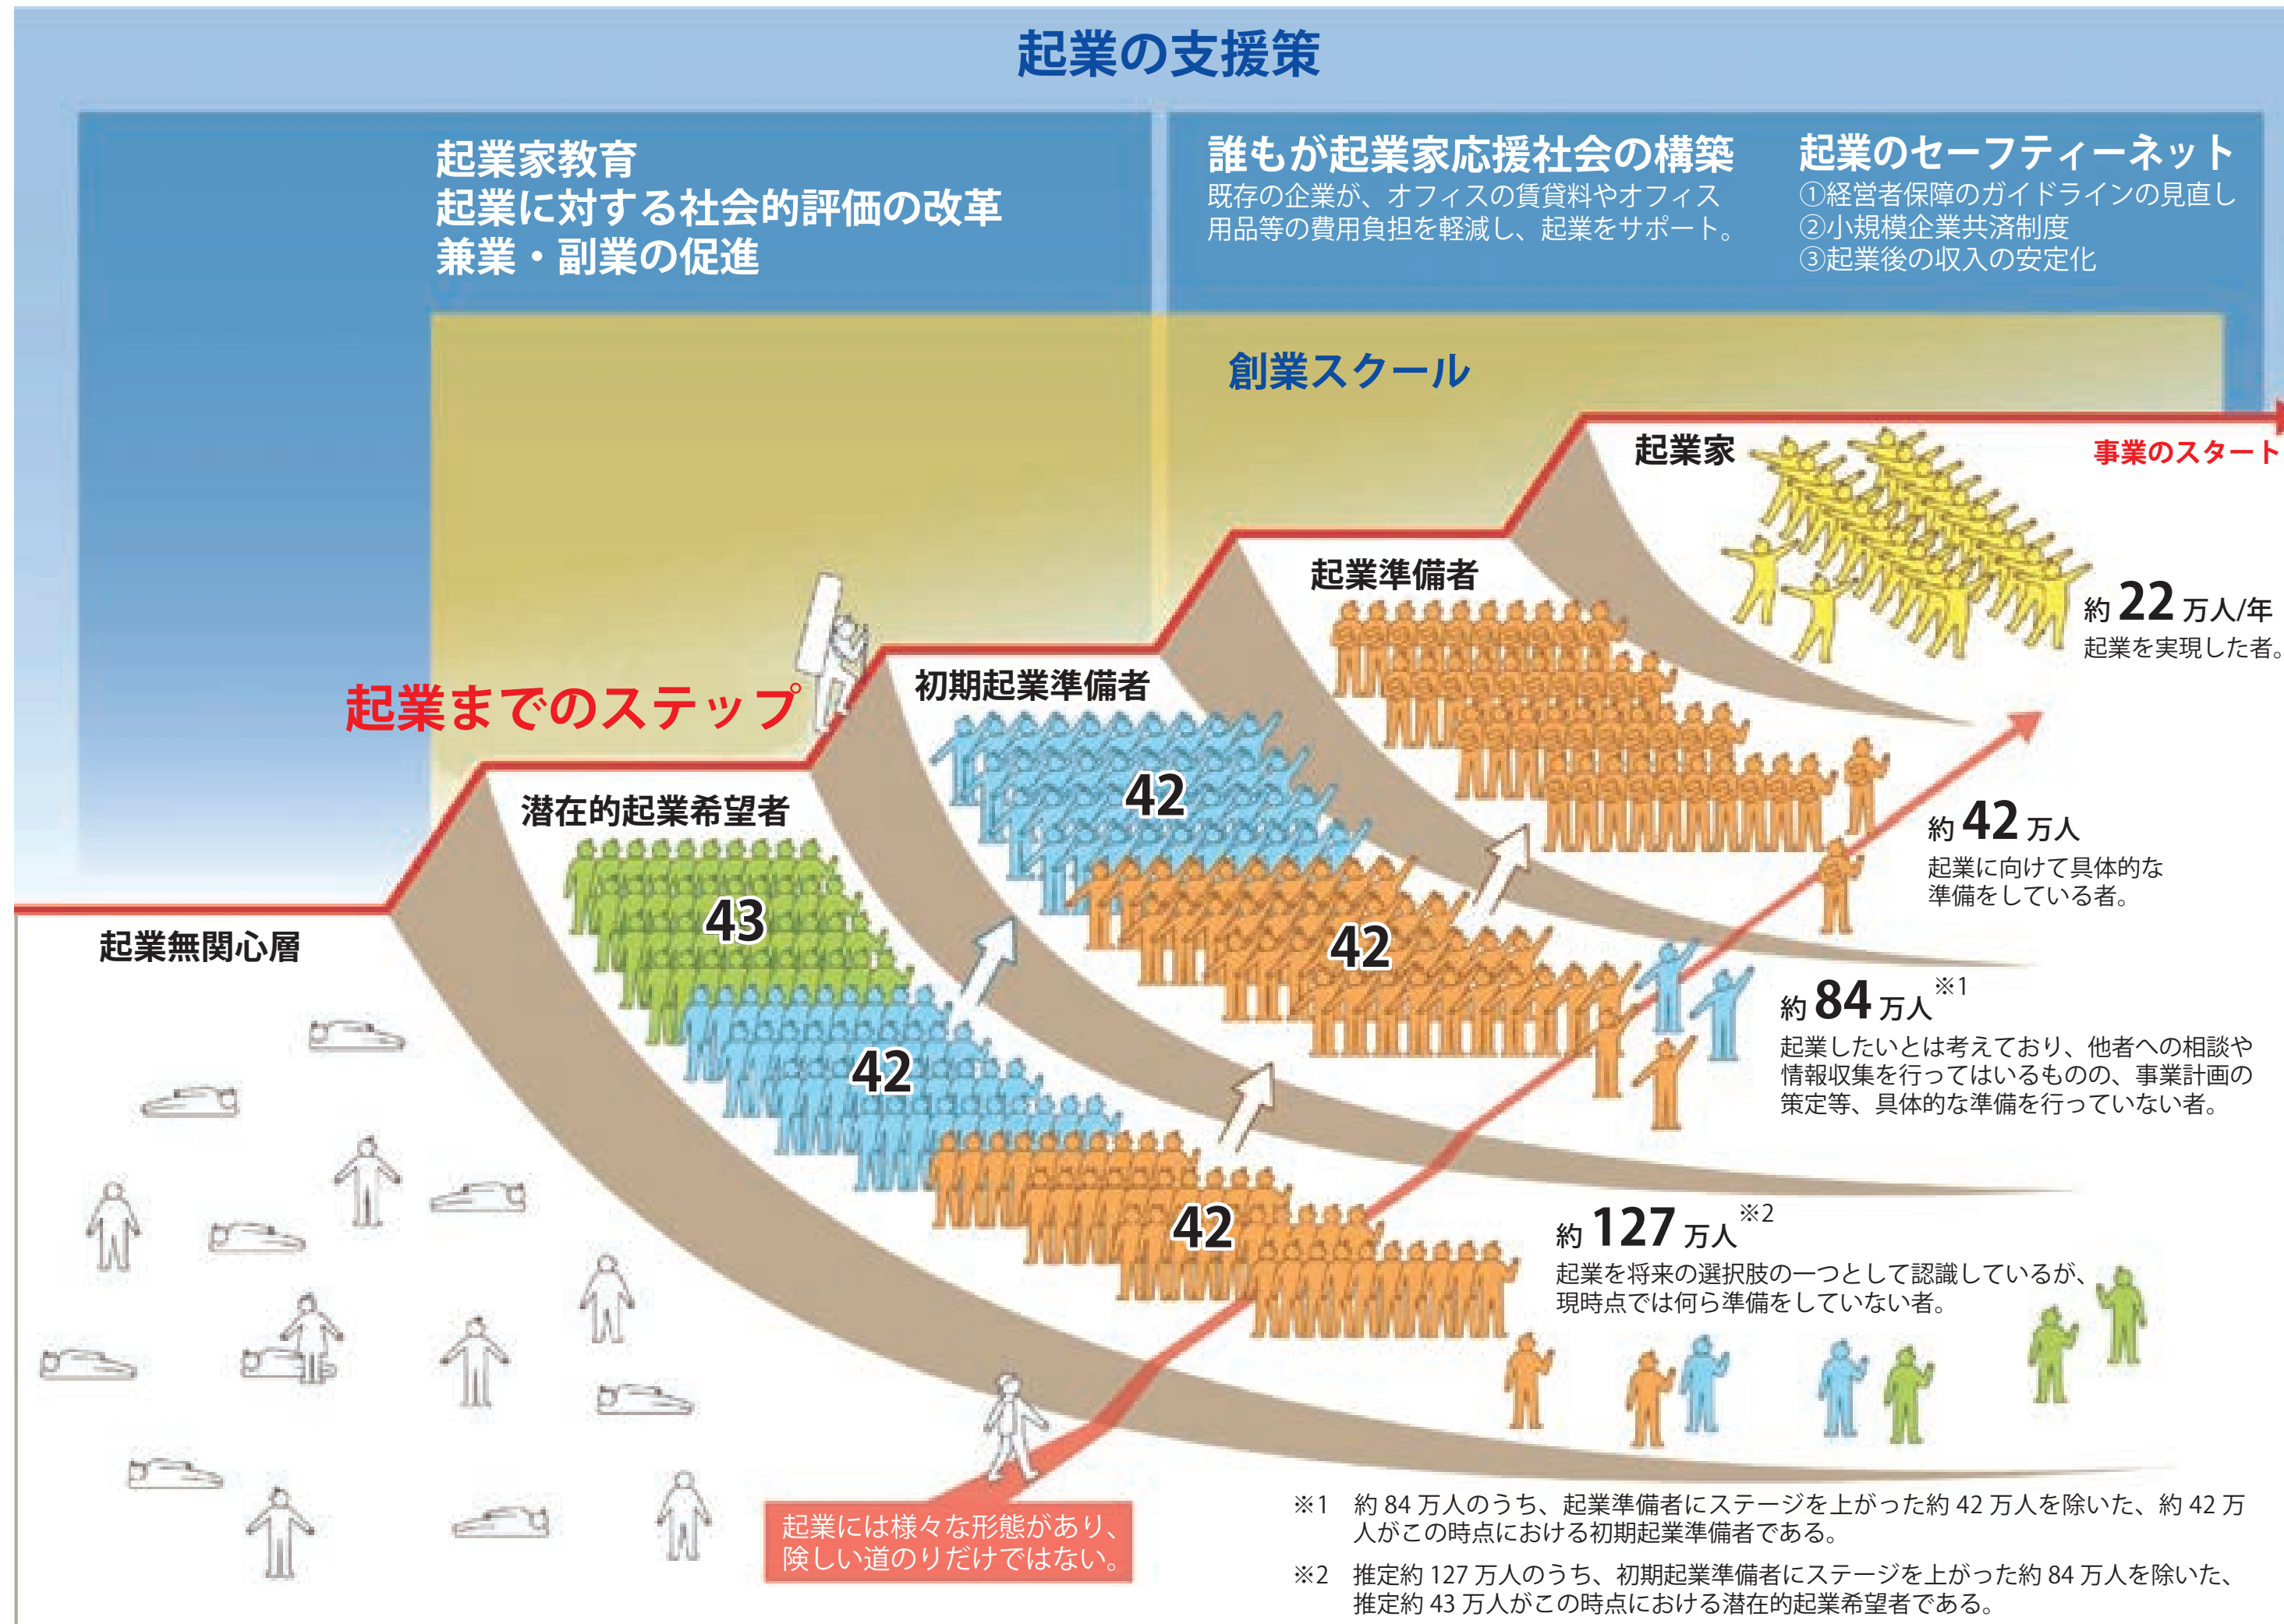 起業の支援策
起業家教育
起業に対する社会的評価の改革
兼業・副業の促進
誰もが起業家応援社会の構築
既存の企業が、オフィスの賃貸料やオフィス
用品等の費用負担を軽減し、起業をサポート。
起業のセーフティーネット
①経営者保障のガイドラインの見直し
②小規模企業共済制度
③起業後の収入の安定化
創業スクール
起業家
事業のスタート
約 22 万人/年
起業を実現した者。
起業準備者
約 42 万人
起業に向けて具体的な
準備をしている者。
起業までのステップ
初期起業準備者
42
42
約 84 万人※1
起業したいとは考えており、他者への相談や
情報収集を行ってはいるものの、事業計画の
策定等、具体的な準備を行っていない者。
潜在的起業希望者
43
42
42
約 127 万人※2
起業を将来の選択肢の一つとして認識しているが、
現時点では何ら準備をしていない者。
起業無関心層
起業には様々な形態があり、
険しい道のりだけではない。
※1 約 84 万人のうち、起業準備者にステージを上がった約 42 万人を除いた、約 42 万
人がこの時点における初期起業準備者である。
※2 推定約 127 万人のうち、初期起業準備者にステージを上がった約 84 万人を除いた、
推定約 43 万人がこの時点における潜在的起業希望者である。